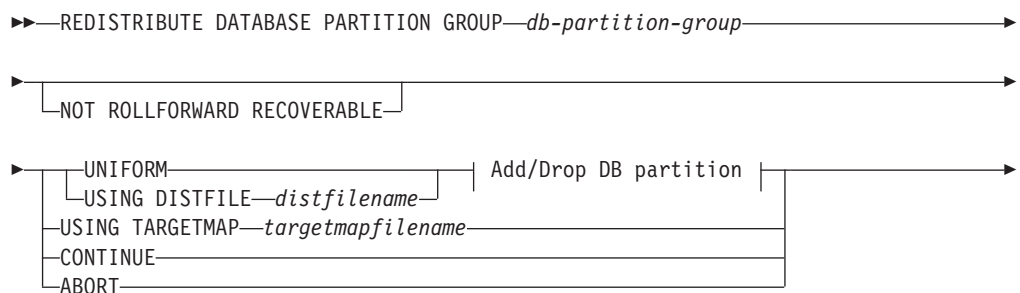 REDISTRIBUTE DATABASE PARTITION GROUP db-partition-group
NOT ROLLFORWARD RECOVERABLE
UNIFORM Add/Drop DB partition
USING DISTFILE distfilename
USING TARGETMAP targetmapfilename
CONTINUE
ABORT